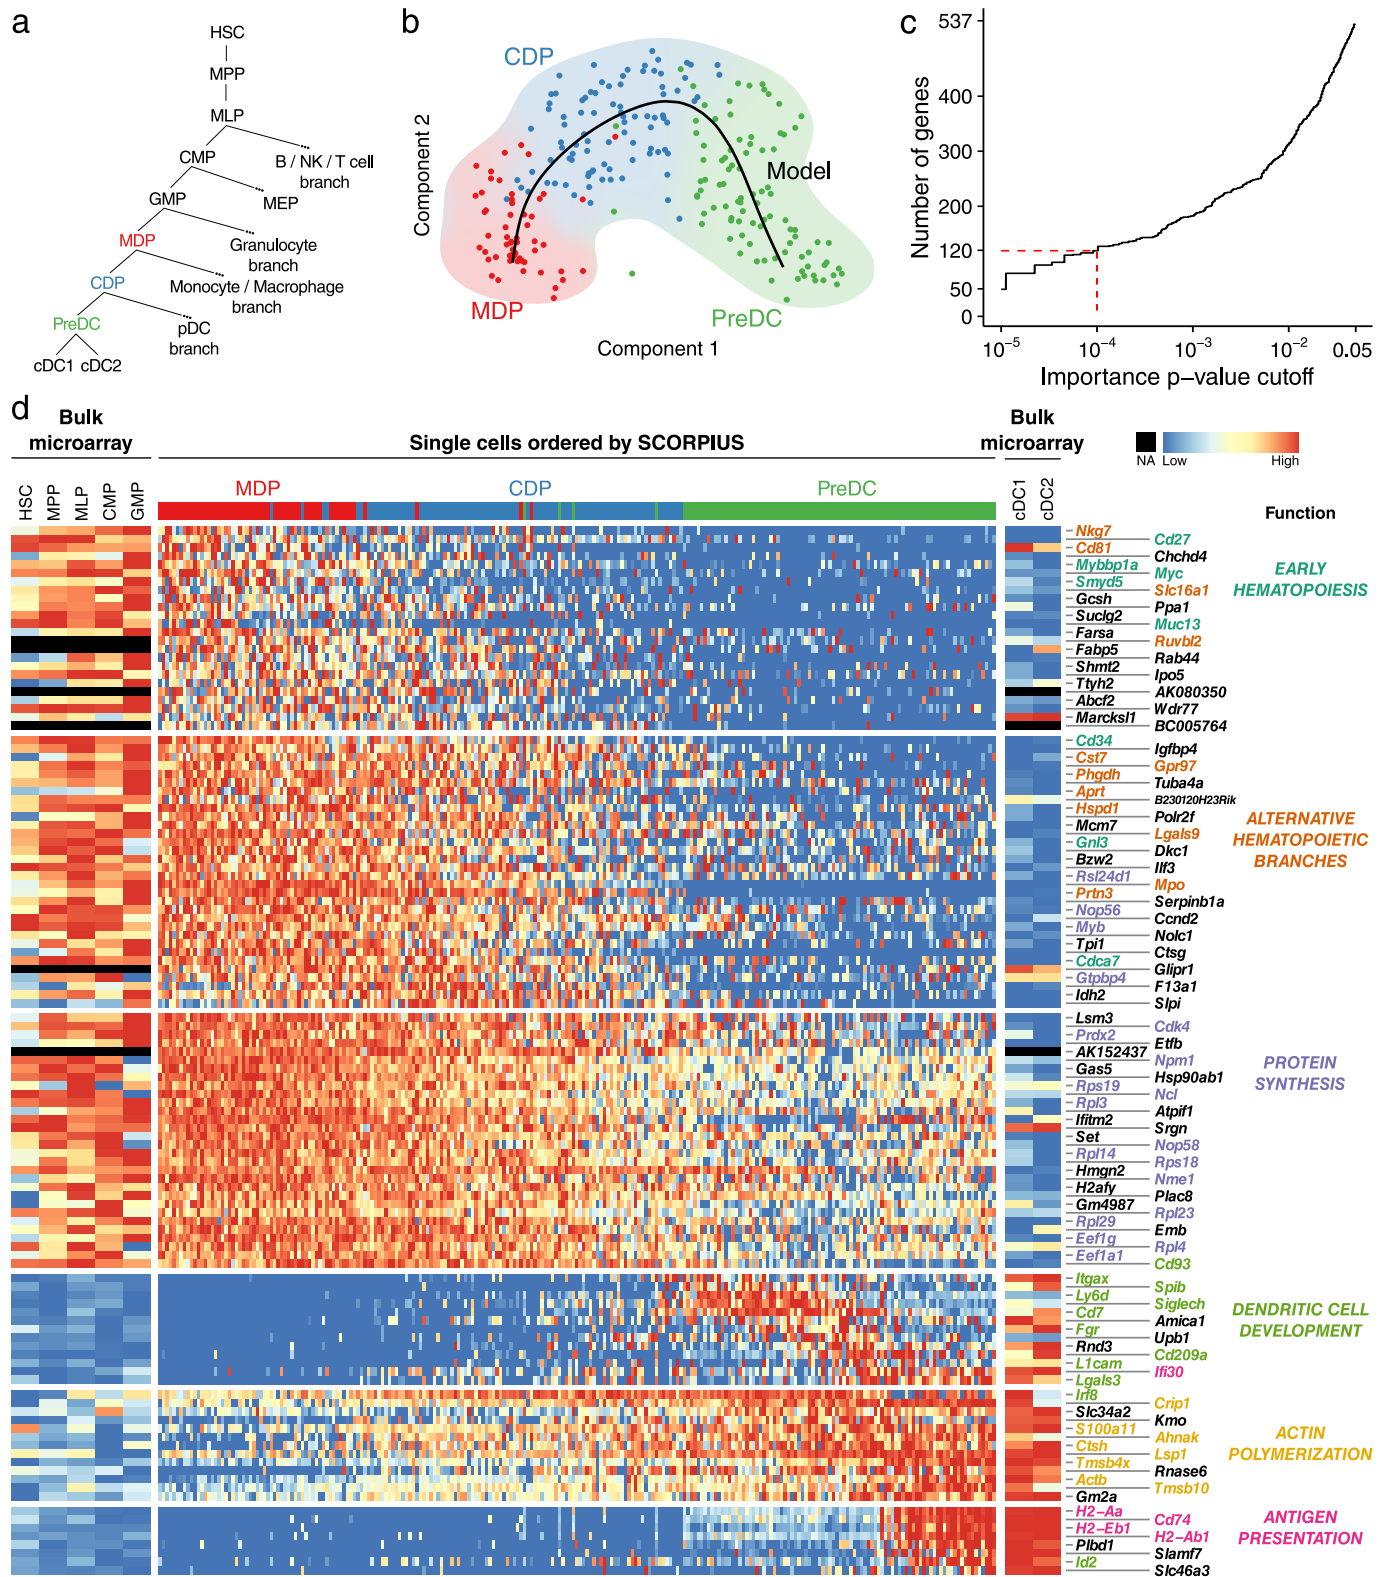 a
HSC
MPP
MLP
CMP
B / NK / T cell
branch
GMP
MEP
MDP
Granulocyte
branch
CDP
Monocyte / Macrophage
branch
PreDC
pDC
branch
cDC1 cDC2
b
CDP
Component 2
Model
MDP
PreDC
Component 1
c
537
400
300
200
120
50
0
Number of genes
10⁻⁵ 10⁻⁴ 10⁻³ 10⁻² 0.05
Importance p−value cutoff
d
Bulk
microarray
Single cells ordered by SCORPIUS
Bulk
microarray
NA Low High
HSC MPP MLP CMP GMP
MDP CDP PreDC
cDC1 cDC2
Function
Nkg7
Cd27
Cd81
Chchd4
Mybbp1a
Myc
Smyd5
Slc16a1
Gcsh
Ppa1
Suclg2
Muc13
Farsa
Ruvbl2
Fabp5
Rab44
Shmt2
Ipo5
Ttyh2
AK080350
Abcf2
Wdr77
Marcksl1
BC005764
EARLY
HEMATOPOIESIS
Cd34
Igfbp4
Cst7
Gpr97
Phgdh
Tuba4a
Aprt
B230120H23Rik
Hspd1
Polr2f
Mcm7
Lgals9
Gnl3
Dkc1
Bzw2
Ilf3
Rsl24d1
Mpo
Prtn3
Serpinb1a
Nop56
Ccnd2
Myb
Nolc1
Tpi1
Ctsg
Cdca7
Glipr1
Gtpbp4
F13a1
Idh2
Slpi
ALTERNATIVE
HEMATOPOIETIC
BRANCHES
Lsm3
Cdk4
Prdx2
Etfb
AK152437
Npm1
Gas5
Hsp90ab1
Rps19
Ncl
Rpl3
Atpif1
Ifitm2
Srgn
Set
Nop58
Rpl14
Rps18
Hmgn2
Nme1
H2afy
Plac8
Gm4987
Rpl23
Rpl29
Emb
Eef1g
Rpl4
Eef1a1
Cd93
PROTEIN
SYNTHESIS
Itgax
Spib
Ly6d
Siglech
Cd7
Amica1
Fgr
Upb1
Rnd3
Cd209a
L1cam
Ifi30
Lgals3
DENDRITIC CELL
DEVELOPMENT
Irf8
Crip1
Slc34a2
Kmo
S100a11
Ahnak
Ctsh
Lsp1
Tmsb4x
Rnase6
Actb
Tmsb10
Gm2a
ACTIN
POLYMERIZATION
H2−Aa
Cd74
H2−Eb1
H2−Ab1
Plbd1
Slamf7
Id2
Slc46a3
ANTIGEN
PRESENTATION